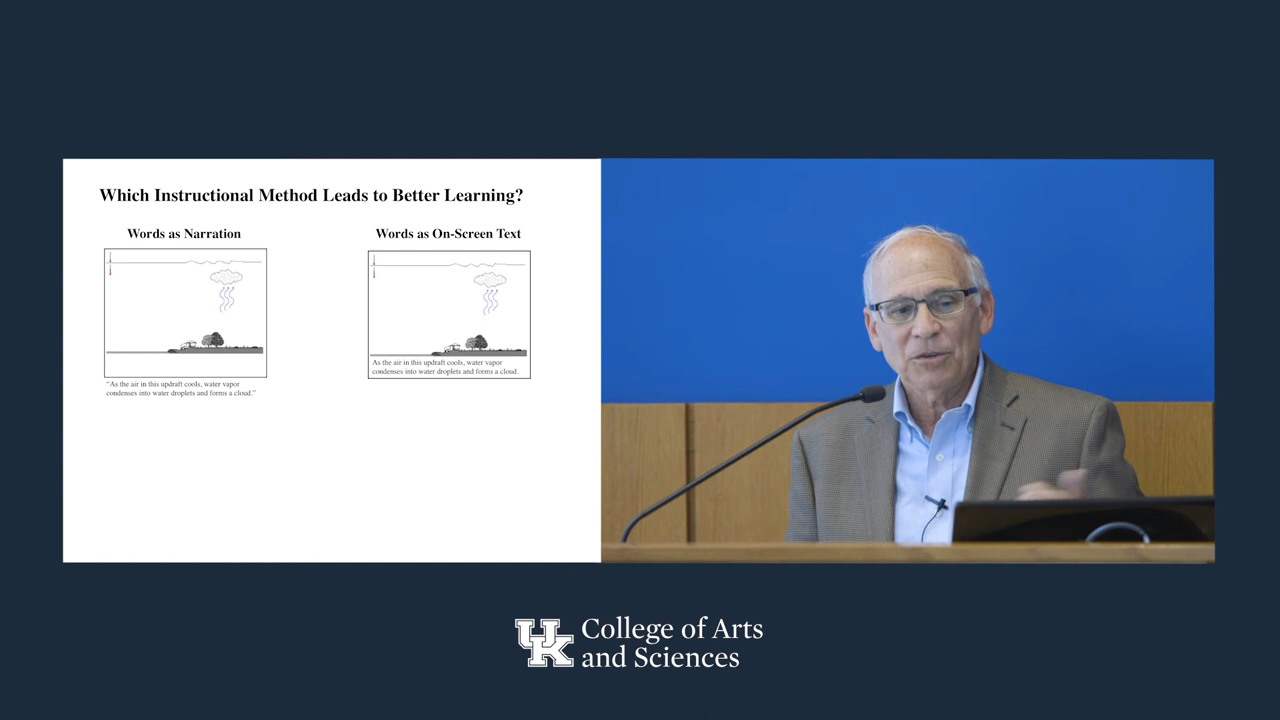 Which Instructional Method Leads to Better Learning?
Words as Narration
"As the air in this updraft cools, water vapor
condenses into water droplets and forms a cloud."
Words as On-Screen Text
As the air in this updraft cools, water vapor
condenses into water droplets and forms a cloud.
UK
College of Arts
and Sciences